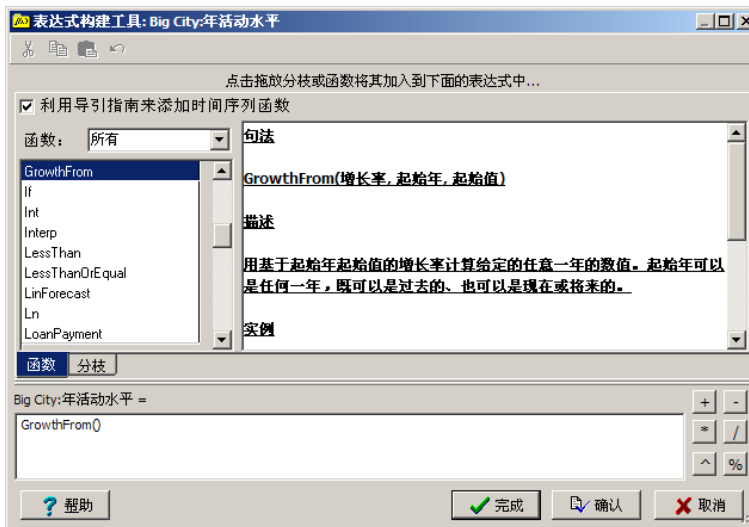 表达式构建工具: Big City:年活动水平
点击拖放分枝或函数将其加入到下面的表达式中...
利用导引指南来添加时间序列函数
函数: 所有
GrowthFrom
If
Int
Interp
LessThan
LessThanOrEqual
LinForecast
Ln
LoanPayment
句法
GrowthFrom(增长率, 起始年, 起始值)
描述
用基于起始年起始值的增长率计算给定的任意一年的数值。起始年可以
是任何一年，既可以是过去的、也可以是现在或将来的。
实例
函数 分枝
Big City:年活动水平 =
GrowthFrom()
+ -
* /
^ %
? 帮助 完成 确认 取消